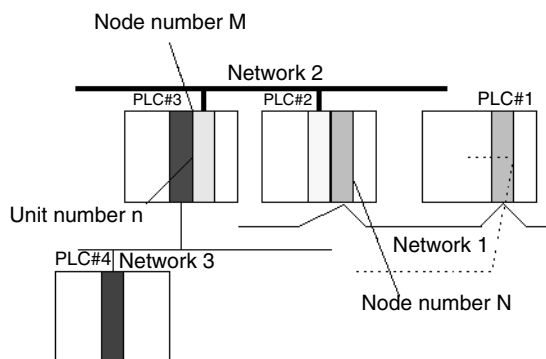 Node number M
Network 2
PLC#3
PLC#2
PLC#1
Unit number n
Network 1
PLC#4
Network 3
Node number N